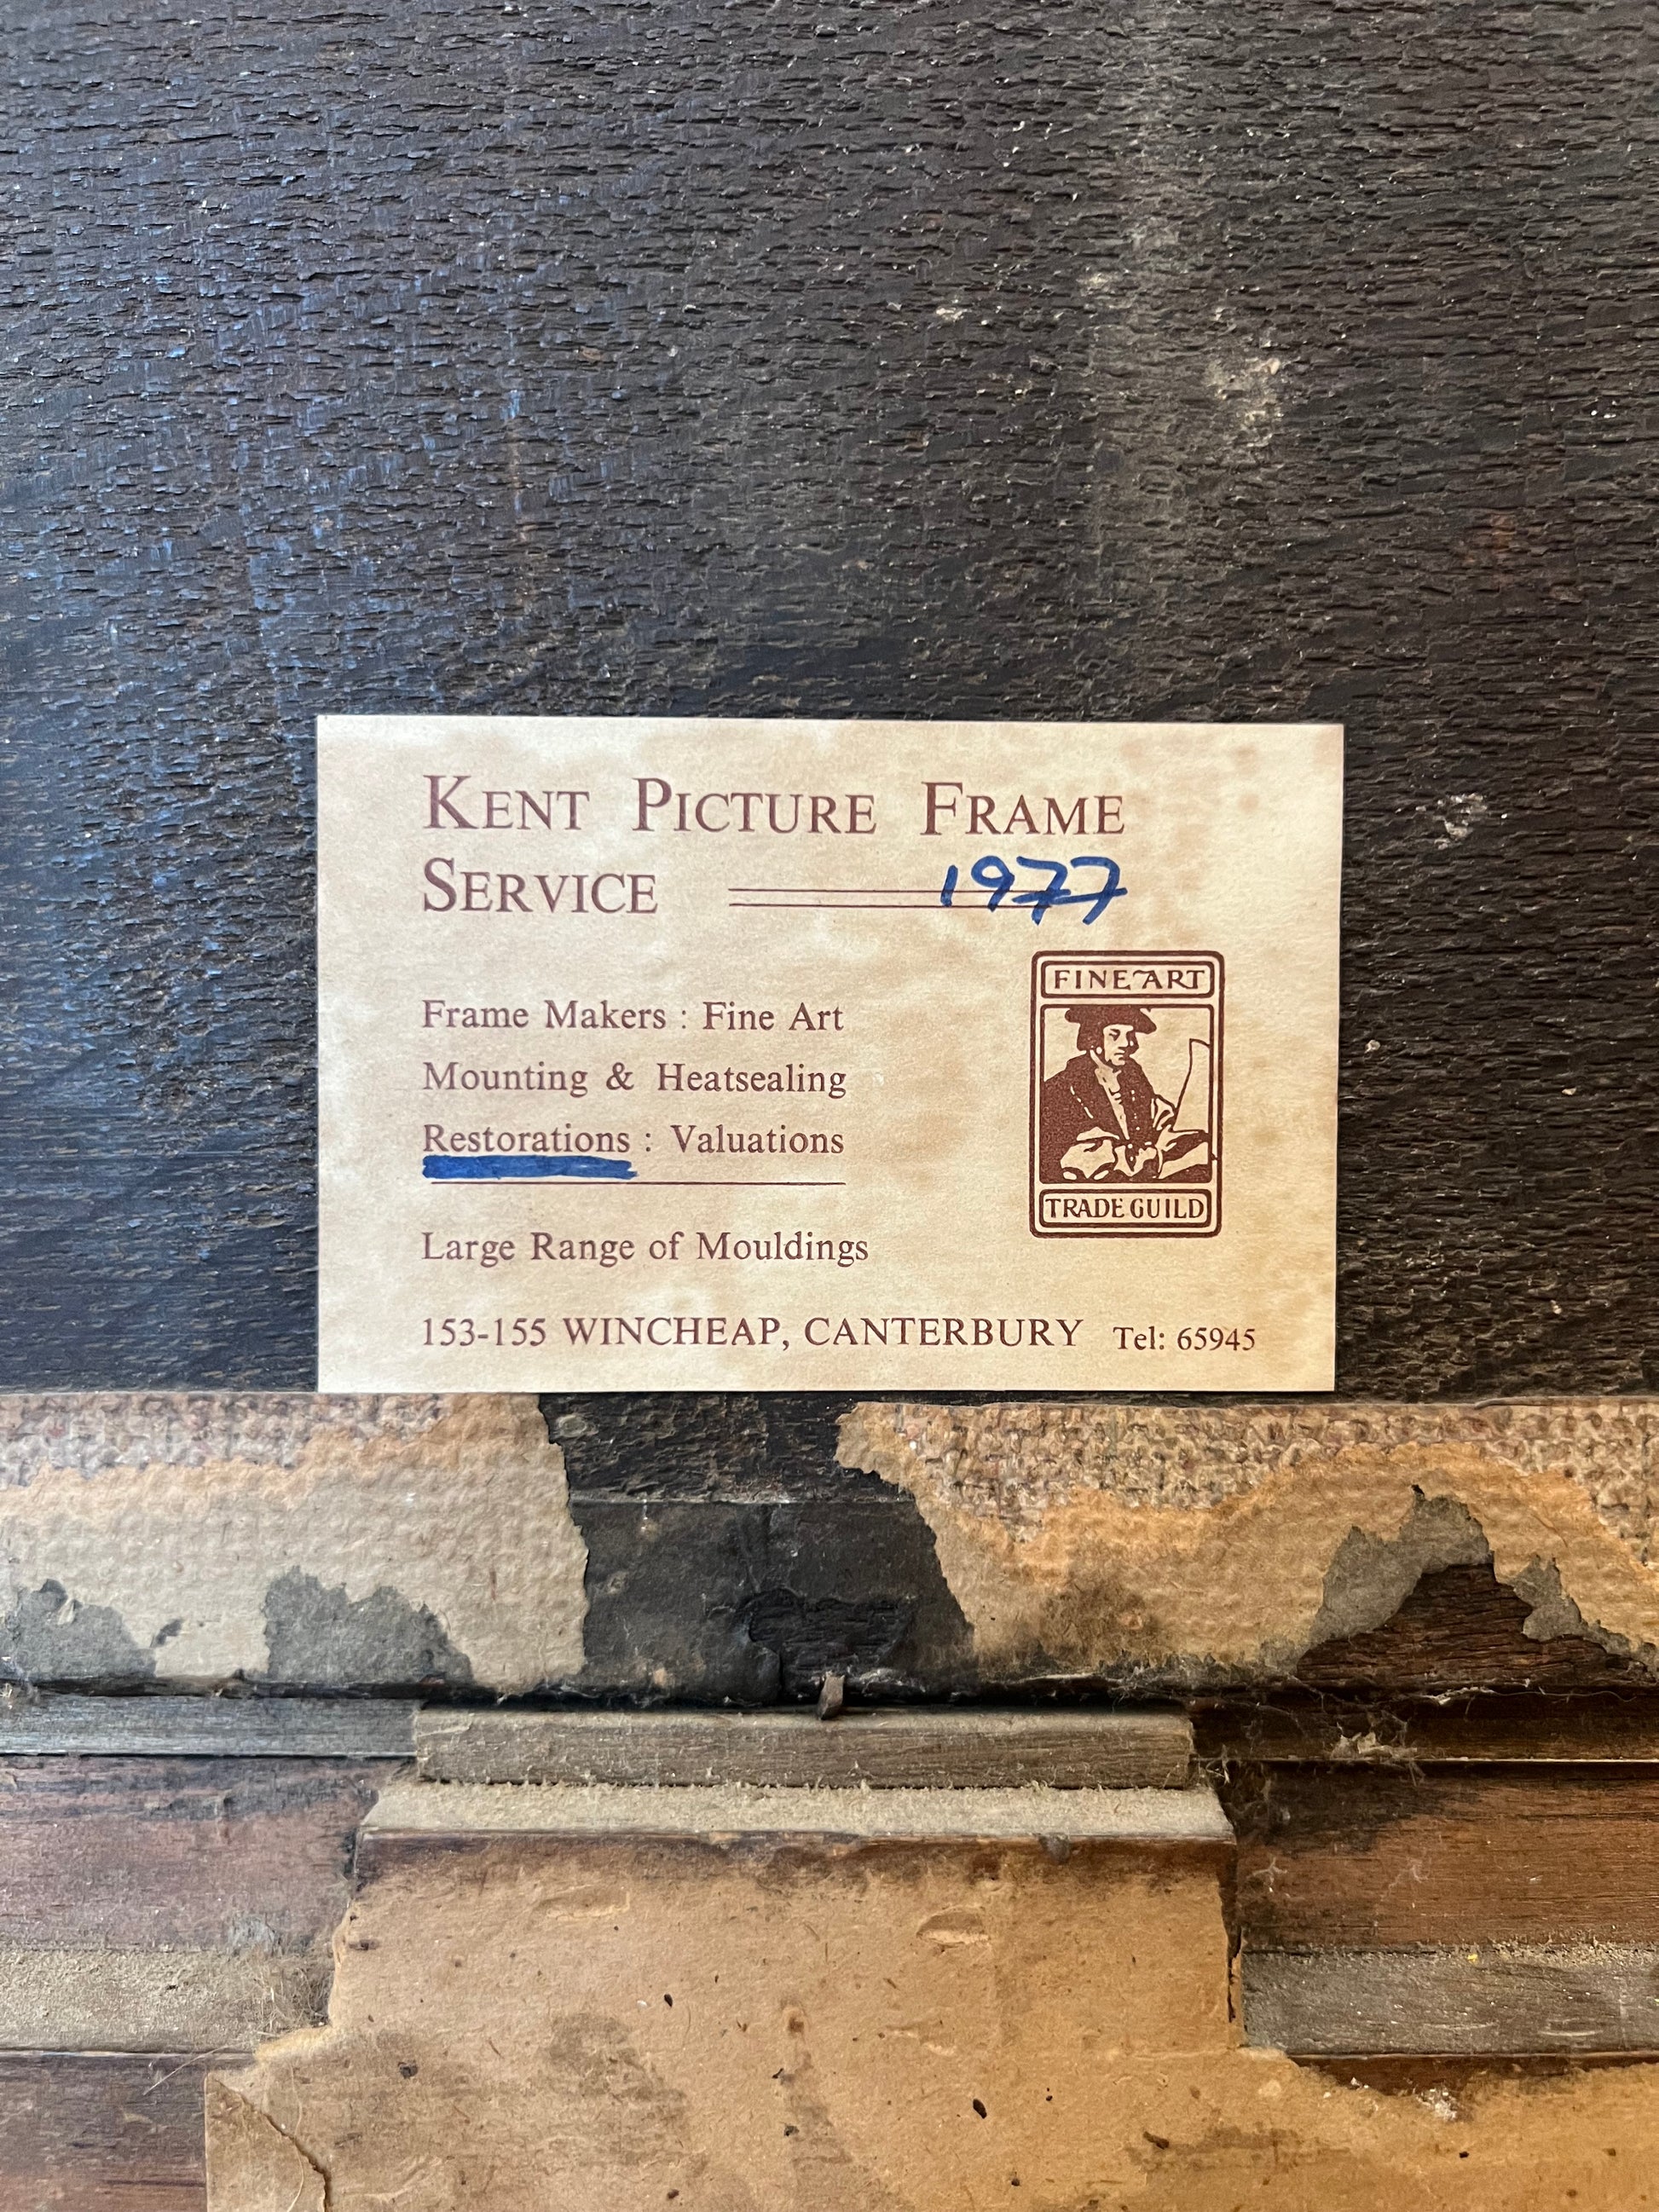 KENT PICTURE FRAME
SERVICE 1977
Frame Makers : Fine Art
Mounting & Heatsealing
Restorations : Valuations
Large Range of Mouldings
FINE ART
TRADE GUILD
153-155 WINCHEAP, CANTERBURY Tel: 65945